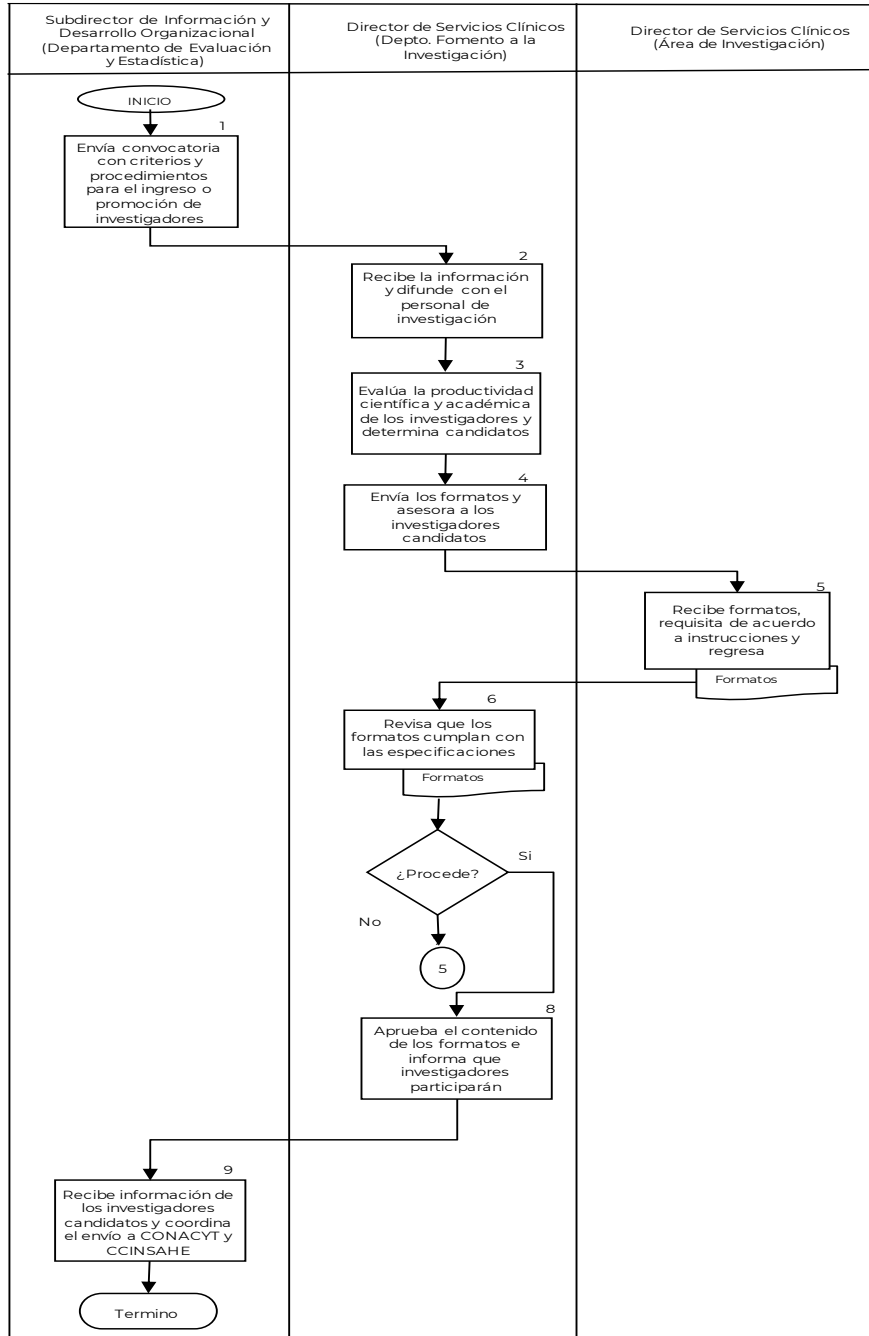 Subdirector de Información y
Desarrollo Organizacional
(Departamento de Evaluación
y Estadística)
Director de Servicios Clínicos
(Depto. Fomento a la
Investigación)
Director de Servicios Clínicos
(Área de Investigación)
INICIO
1
Envía convocatoria
con criterios y
procedimientos
para el ingreso o
promoción de
investigadores
2
Recibe la información
y difunde con el
personal de
investigación
3
Evalúa la productividad
científica y académica
de los investigadores y
determina candidatos
4
Envía los formatos y
asesora a los
investigadores
candidatos
5
Recibe formatos,
requisita de acuerdo
a instrucciones y
regresa
Formatos
6
Revisa que los
formatos cumplan con
las especificaciones
Formatos
¿Procede?
Si
No
5
8
Aprueba el contenido
de los formatos e
informa que
investigadores
participarán
9
Recibe información de
los investigadores
candidatos y coordina
el envío a CONACYT y
CCINSAHE
Termino